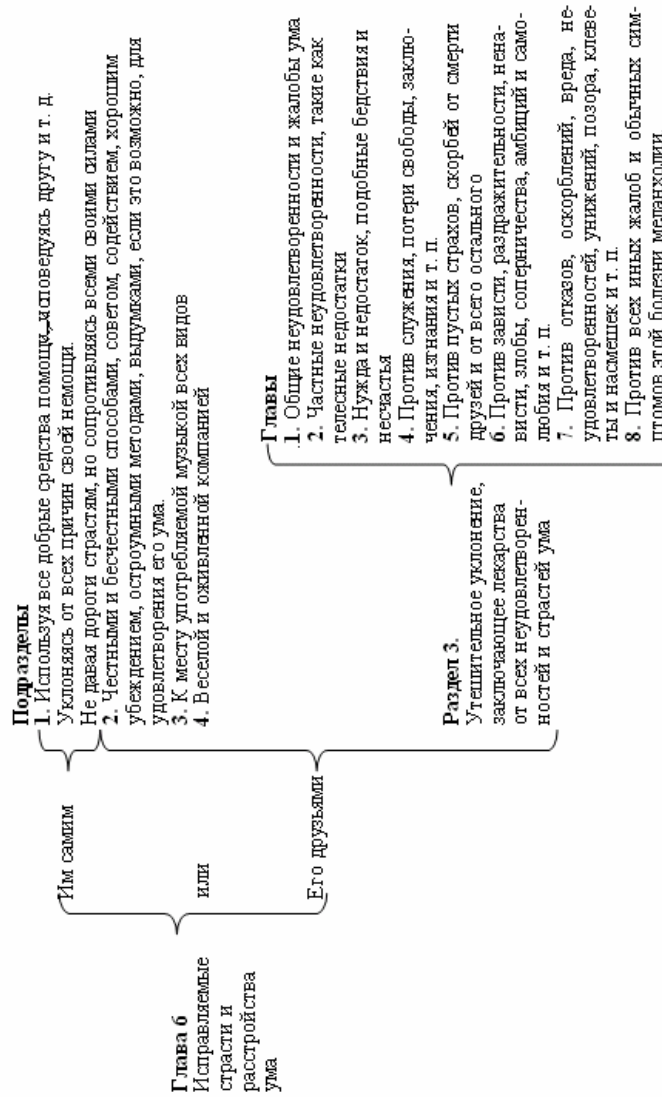 Глава 6
Исправляемые
страсти и
расстройства
ума
Им самим
или
Его друзьями
Подразделы
1. Используя все добрые средства помощи, исповедуясь другу и т. д.
Уклоняясь от всех причин своей немощи.
Не давая дороги страстям, но сопротивляясь всеми своими силами
2. Честными и бесчестными способами, советом, содействием, хорошим
убеждением, остроумными методами, выдумками, если это возможно, для
удовлетворения его ума.
3. К месту употребляемой музыкой всех видов
4. Веселой и оживленной компанией
Раздел 3.
Утешительное уклонение,
заключающее лекарства
от всех неудовлетворен-
ностей и страстей ума
Главы
1. Общие неудовлетворенности и жалобы ума
2. Частные неудовлетворенности, такие как
телесные недостатки
3. Нужда и недостаток, подобные бедствия и
несчастья
4. Против служения, потери свободы, заклю-
чения, изгнания и т. п.
5. Против пустых страхов, скорбей от смерти
друзей и от всего остального
6. Против зависти, раздражительности, нена-
висти, злобы, соперничества, амбиций и само-
любия и т. п.
7. Против отказов, оскорблений, вреда, не-
удовлетворенностей, унижений, позора, клеве-
ты и насмешек и т. п.
8. Против всех иных жалоб и обычных сим-
птомов этой болезни меланхолии